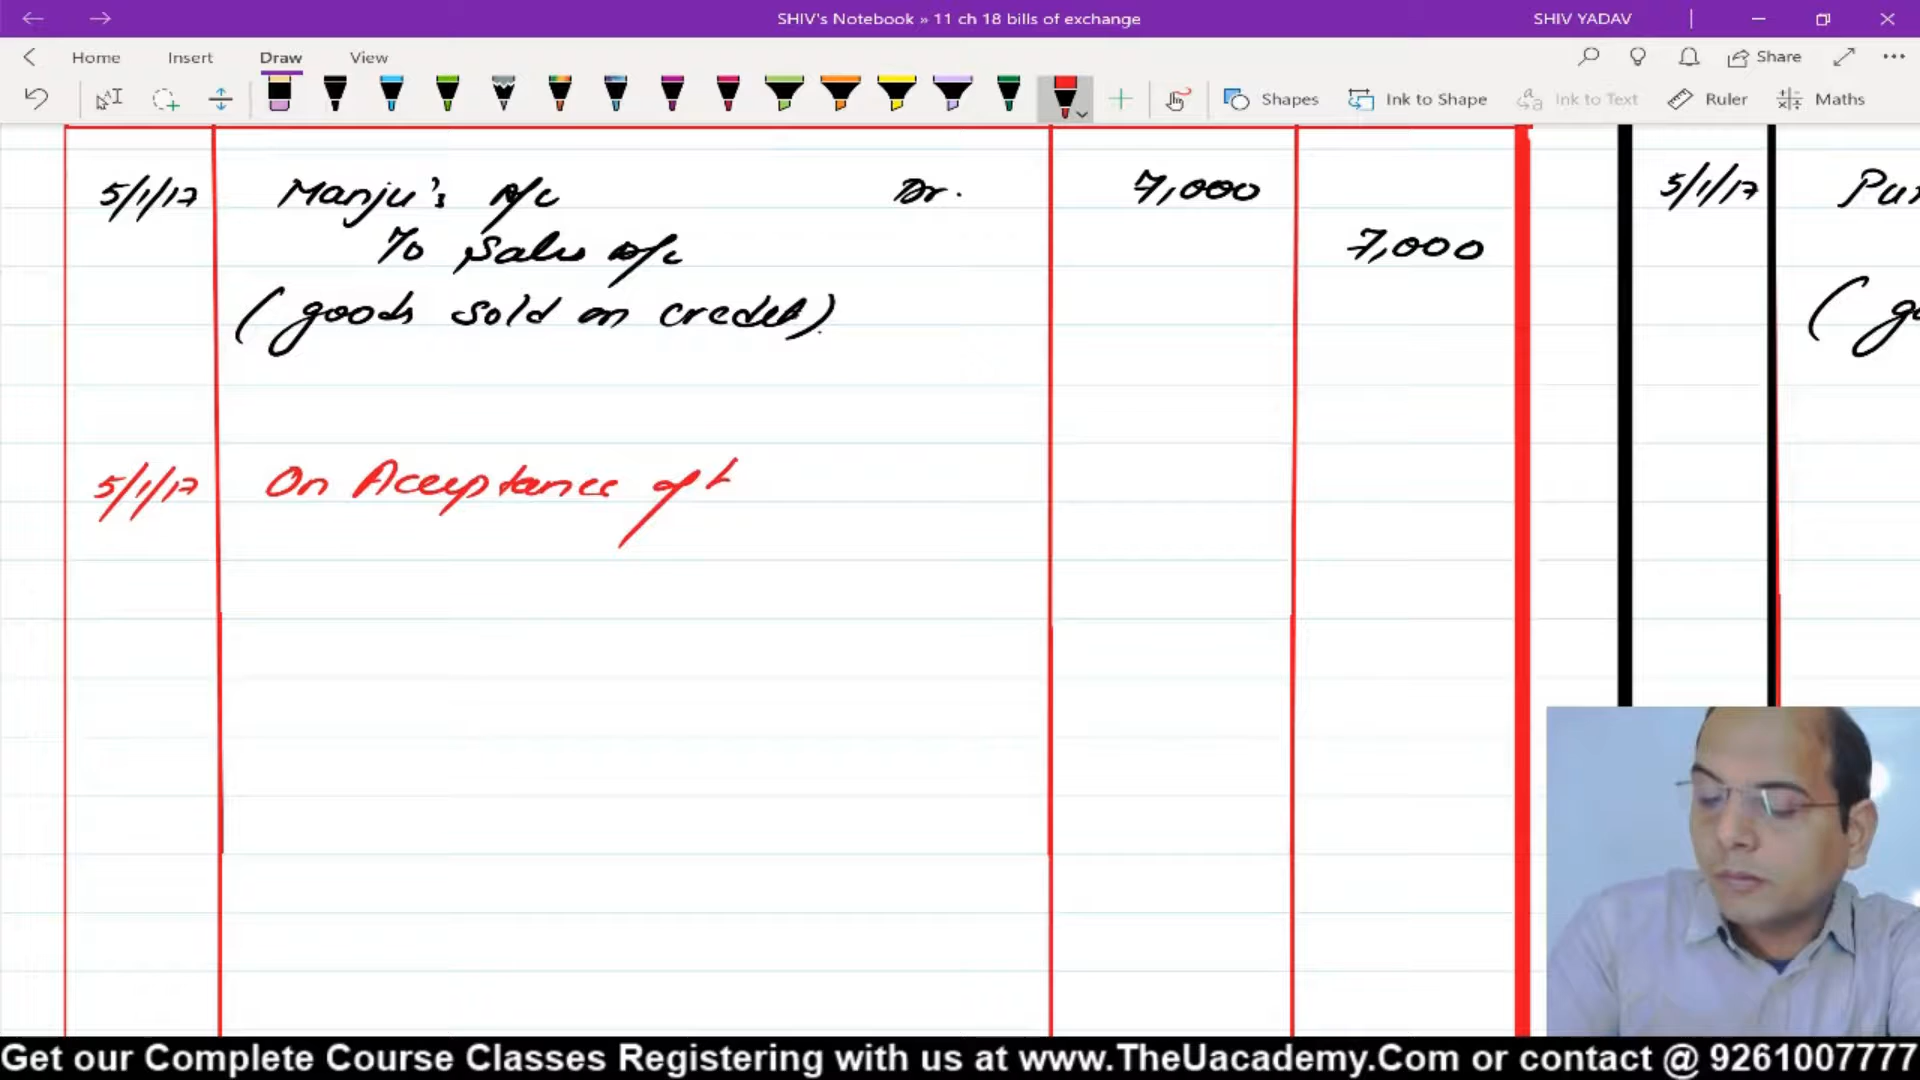 SHIV's Notebook » 11 ch 18 bills of exchange
SHIV YADAV
Home Insert Draw View
Share
Shapes Ink to Shape Ink to Text Ruler Maths
5/1/17 Manju's A/c Dr. 7,000
To Sales A/c 7,000
(goods sold on credit).
5/1/17 On Acceptance of
5/1/17 Pur
(go
Get our Complete Course Classes Registering with us at www.TheUacademy.Com or contact @ 9261007777